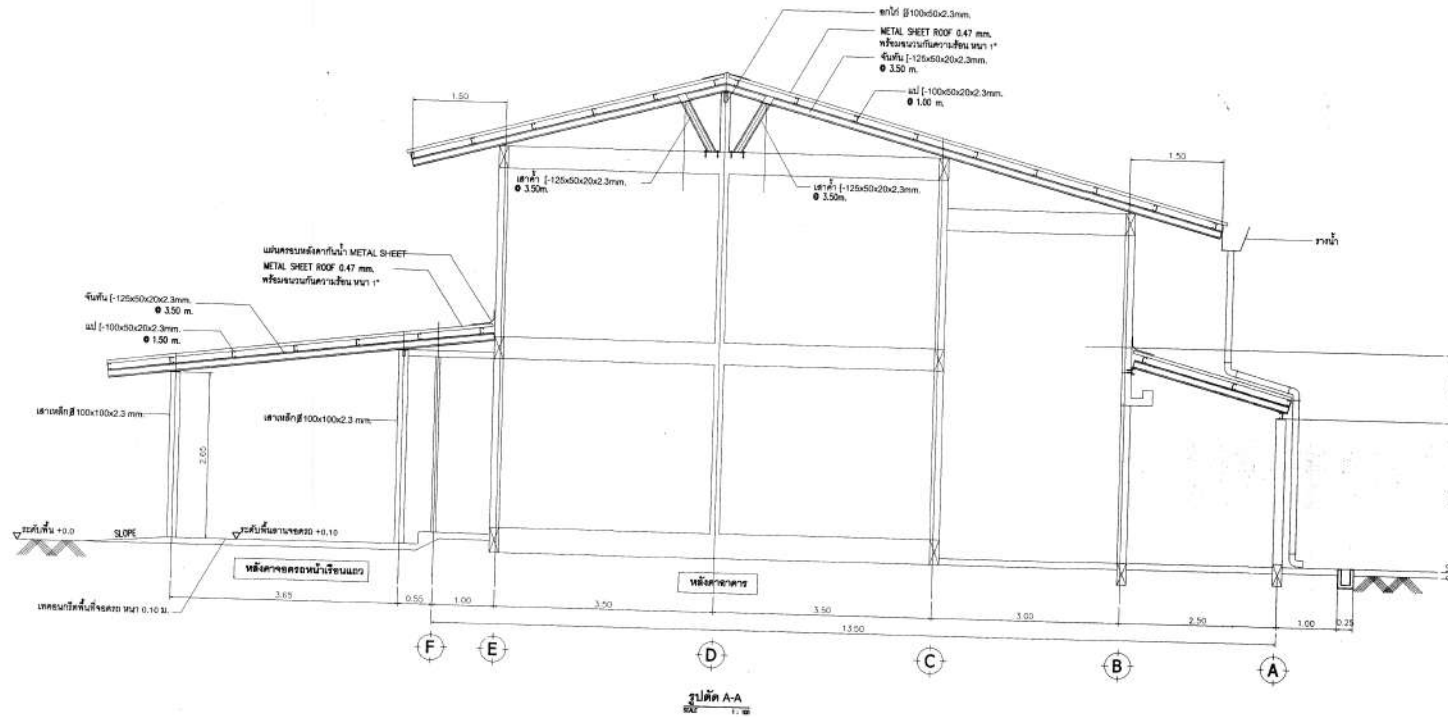 อกไก่ 100x50x2.3mm.
METAL SHEET ROOF 0.47 mm.
พร้อมฉนวนกันความร้อน หนา 1"
จันทัน [-125x50x20x2.3mm.
@ 3.50 m.
แป [-100x50x20x2.3mm.
@ 1.00 m.
1.50
1.50
เสาค้ำ [-125x50x20x2.3mm.
@ 3.50m.
เสาค้ำ [-125x50x20x2.3mm.
@ 3.50m.
รางน้ำ
แผ่นครอบหลังคากันน้ำ METAL SHEET
METAL SHEET ROOF 0.47 mm.
พร้อมฉนวนกันความร้อน หนา 1"
จันทัน [-125x50x20x2.3mm.
@ 3.50 m.
แป [-100x50x20x2.3mm.
@ 1.50 m.
เสาเหล็ก 100x100x2.3 mm.
เสาเหล็ก 100x100x2.3 mm.
2.65
ระดับพื้น +0.0
SLOPE
ระดับพื้นลานจอดรถ +0.10
หลังคาจอดรถหน้าเรือนแถว
หลังคาอาคาร
เทคอนกรีตพื้นที่จอดรถ หนา 0.10 ม.
3.65
0.55
1.00
3.50
3.50
3.00
2.50
1.00
0.25
13.50
F
E
D
C
B
A
รูปตัด A-A
SCALE